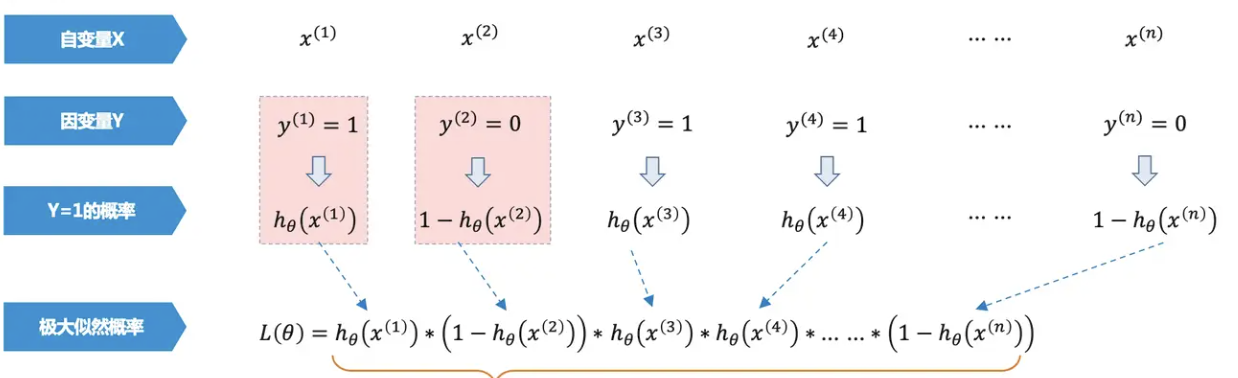 自变量X x⁽¹⁾ x⁽²⁾ x⁽³⁾ x⁽⁴⁾ … … x⁽ⁿ⁾
因变量Y y⁽¹⁾ = 1 y⁽²⁾ = 0 y⁽³⁾ = 1 y⁽⁴⁾ = 1 … … y⁽ⁿ⁾ = 0
Y=1的概率 h_θ(x⁽¹⁾) 1 − h_θ(x⁽²⁾) h_θ(x⁽³⁾) h_θ(x⁽⁴⁾) … … 1 − h_θ(x⁽ⁿ⁾)
极大似然概率 L(θ) = h_θ(x⁽¹⁾) ∗ (1 − h_θ(x⁽²⁾)) ∗ h_θ(x⁽³⁾) ∗ h_θ(x⁽⁴⁾) ∗ … … ∗ (1 − h_θ(x⁽ⁿ⁾))